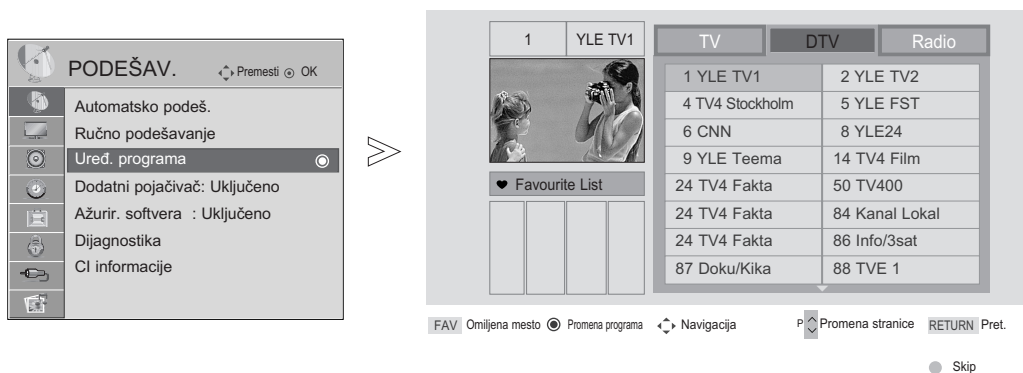 PODEŠAV. Premesti OK
Automatsko podeš.
Ručno podešavanje
Uređ. programa
Dodatni pojačivač: Uključeno
Ažurir. softvera : Uključeno
Dijagnostika
CI informacije
1 YLE TV1
Favourite List
TV DTV Radio
1 YLE TV1 2 YLE TV2
4 TV4 Stockholm 5 YLE FST
6 CNN 8 YLE24
9 YLE Teema 14 TV4 Film
24 TV4 Fakta 50 TV400
24 TV4 Fakta 84 Kanal Lokal
24 TV4 Fakta 86 Info/3sat
87 Doku/Kika 88 TVE 1
FAV Omiljena mesto Promena programa Navigacija P Promena stranice RETURN Pret.
Skip